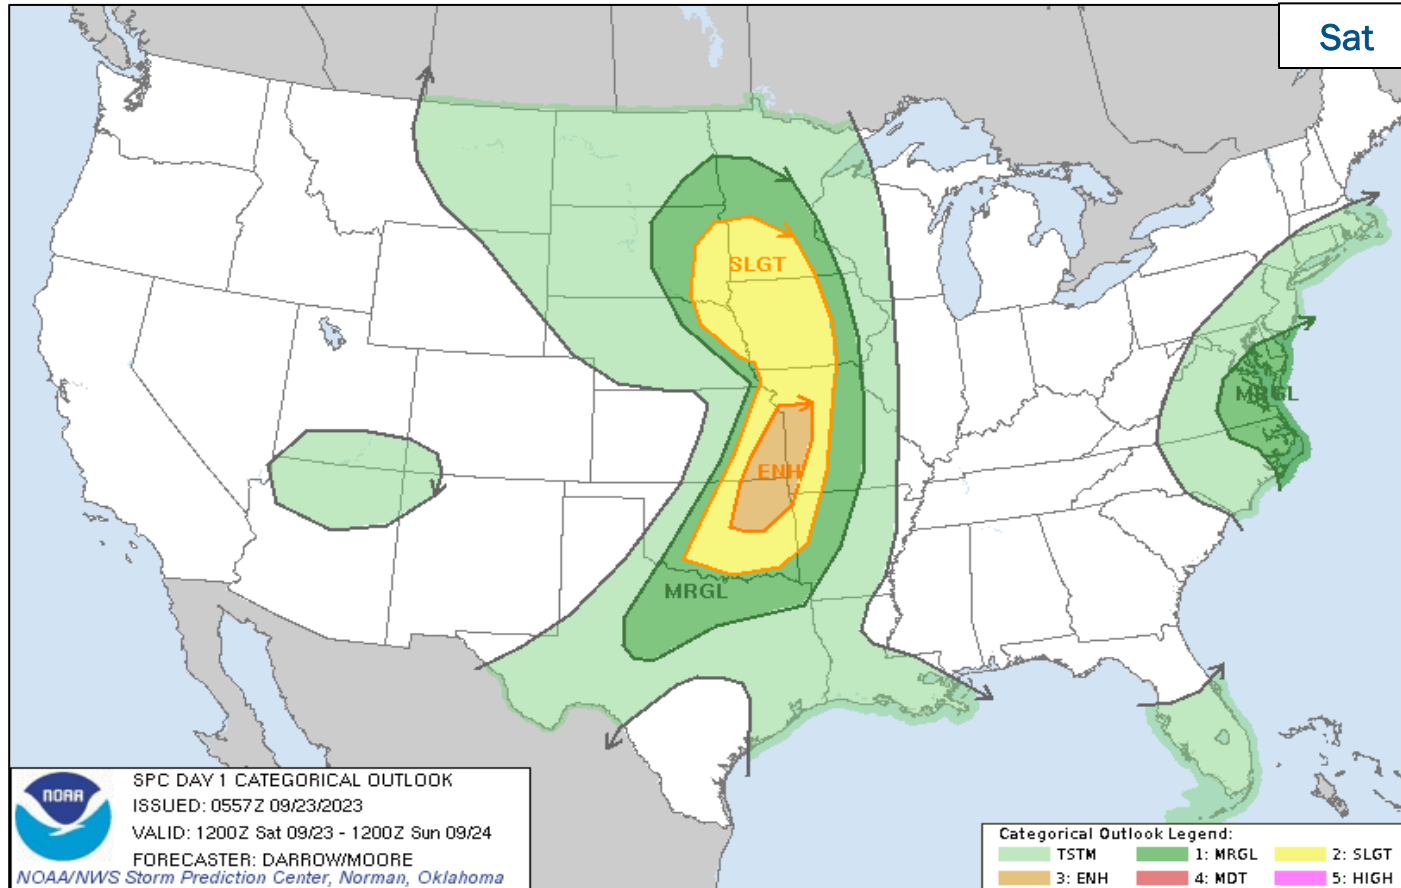 Sat
SLGT
MRGL
ENH
MRGL
SPC DAY 1 CATEGORICAL OUTLOOK
ISSUED: 0557Z 09/23/2023
VALID: 1200Z Sat 09/23 - 1200Z Sun 09/24
FORECASTER: DARROW/MOORE
NOAA/NWS Storm Prediction Center, Norman, Oklahoma
NOAA
Categorical Outlook Legend:
TSTM 1: MRGL 2: SLGT
3: ENH 4: MDT 5: HIGH